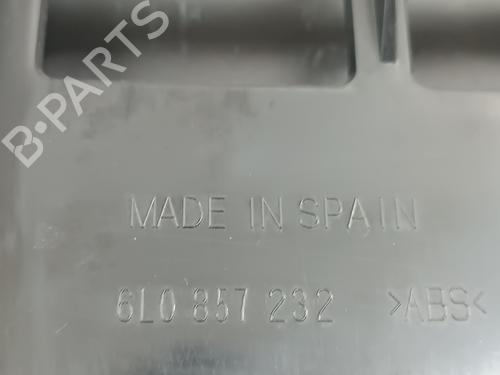 B-PARTS
MADE IN SPAIN
6L0 857 232 >ABS<